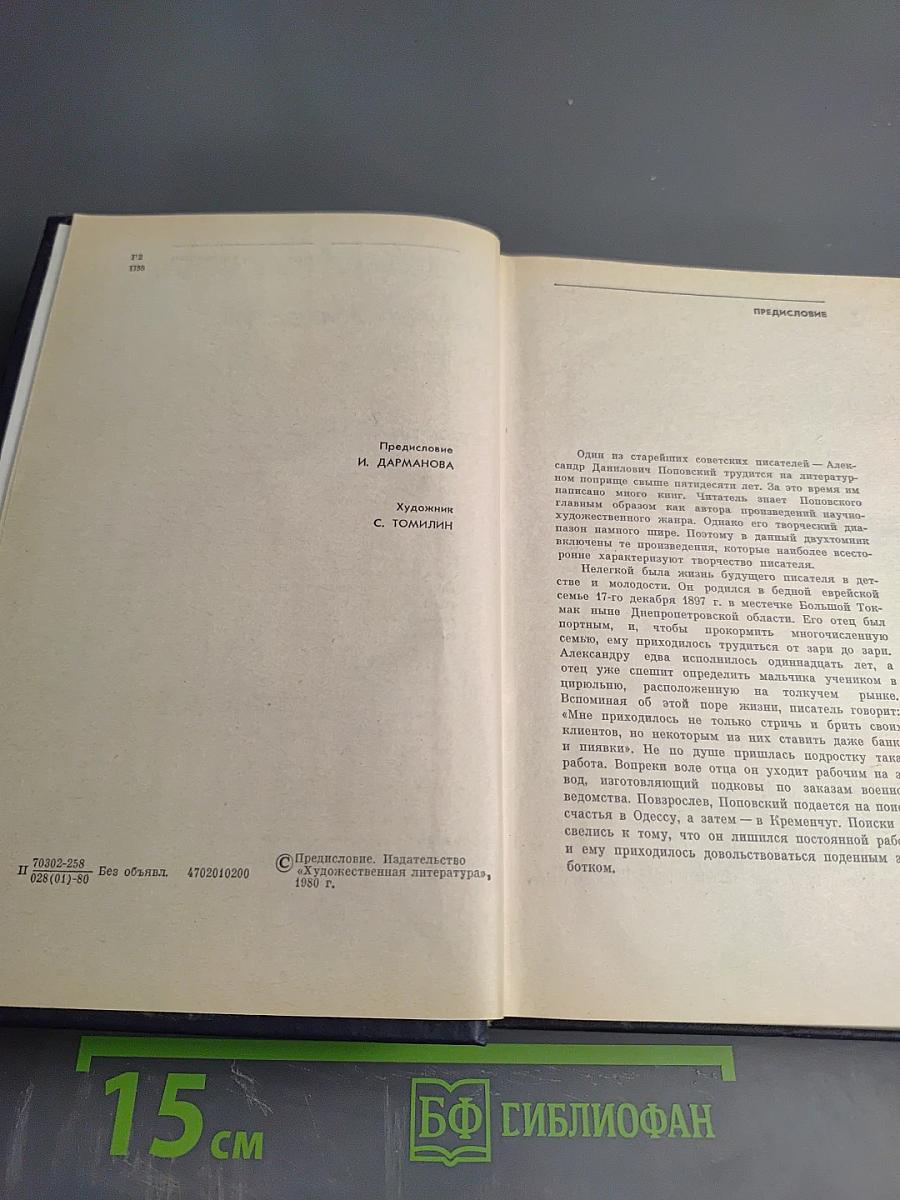 Г2
П58
Предисловие
И. ДАРМАНОВА
Художник
С. ТОМИЛИН
П 70302-258
028(01)-80 Без объявл. 4702010200
© Предисловие. Издательство
«Художественная литература»,
1980 г.
ПРЕДИСЛОВИЕ
Один из старейших советских писателей — Алек-
сандр Данилович Поповский трудится на литератур-
ном поприще свыше пятидесяти лет. За это время им
написано много книг. Читатель знает Поповского
главным образом как автора произведений научно-
художественного жанра. Однако его творческий диа-
пазон намного шире. Поэтому в данный двухтомник
включены те произведения, которые наиболее всесто-
ронне характеризуют творчество писателя.
Нелегкой была жизнь будущего писателя в дет-
стве и молодости. Он родился в бедной еврейской
семье 17-го декабря 1897 г. в местечке Большой Ток-
мак ныне Днепропетровской области. Его отец был
портным, и, чтобы прокормить многочисленную
семью, ему приходилось трудиться от зари до зари.
Александру едва исполнилось одиннадцать лет, а
отец уже спешит определить мальчика учеником в
цирюльню, расположенную на толкучем рынке.
Вспоминая об этой поре жизни, писатель говорит:
«Мне приходилось не только стричь и брить своих
клиентов, но некоторым из них ставить даже банк
и пиявки». Не по душе пришлась подростку така
работа. Вопреки воле отца он уходит рабочим на з
вод, изготовляющий подковы по заказам военно
ведомства. Повзрослев, Поповский подается на пои
счастья в Одессу, а затем — в Кременчуг. Поиски
свелись к тому, что он лишился постоянной рабо
и ему приходилось довольствоваться поденным з
ботком.
15 см
БФ БИБЛИОФАН